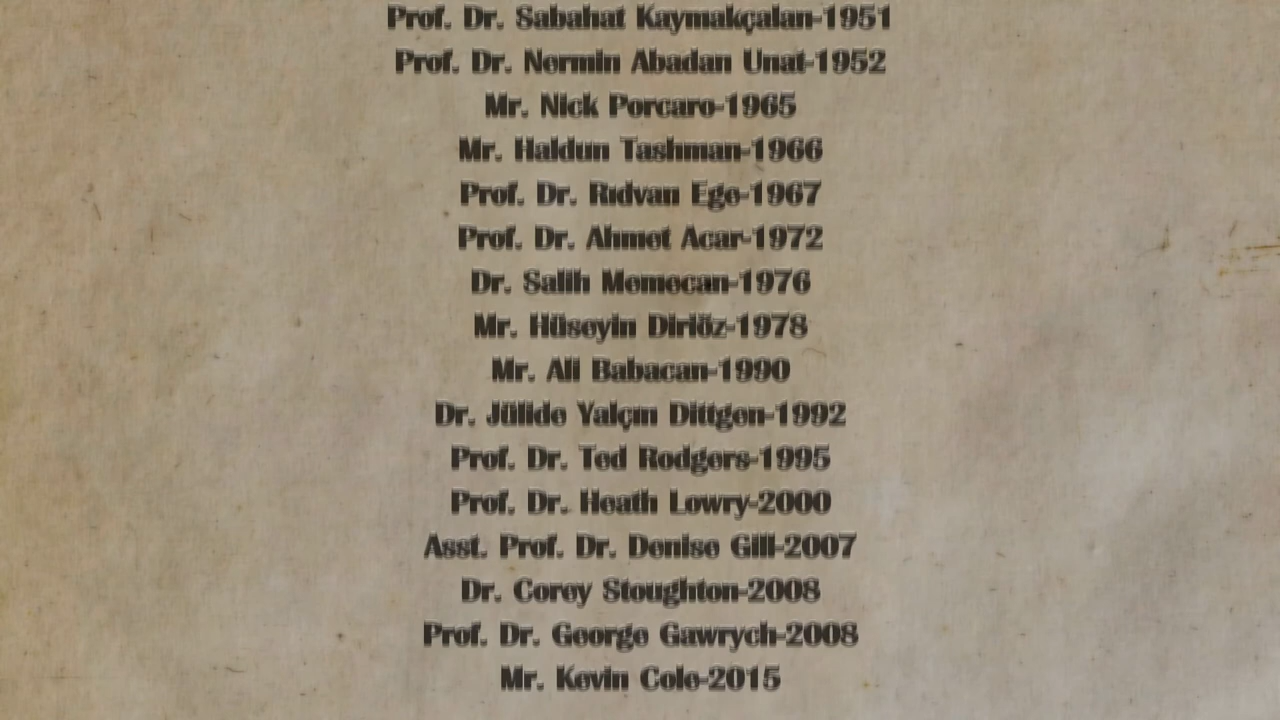 Prof. Dr. Sabahat Kaymakçalan-1951
Prof. Dr. Nermin Abadan Unat-1952
Mr. Nick Porcaro-1965
Mr. Haldun Tashman-1966
Prof. Dr. Rıdvan Ege-1967
Prof. Dr. Ahmet Acar-1972
Dr. Salih Memecan-1976
Mr. Hüseyin Diriöz-1978
Mr. Ali Babacan-1990
Dr. Jülide Yalçın Dittgen-1992
Prof. Dr. Ted Rodgers-1995
Prof. Dr. Heath Lowry-2000
Asst. Prof. Dr. Denise Gill-2007
Dr. Corey Stoughton-2008
Prof. Dr. George Gawrych-2008
Mr. Kevin Cole-2015